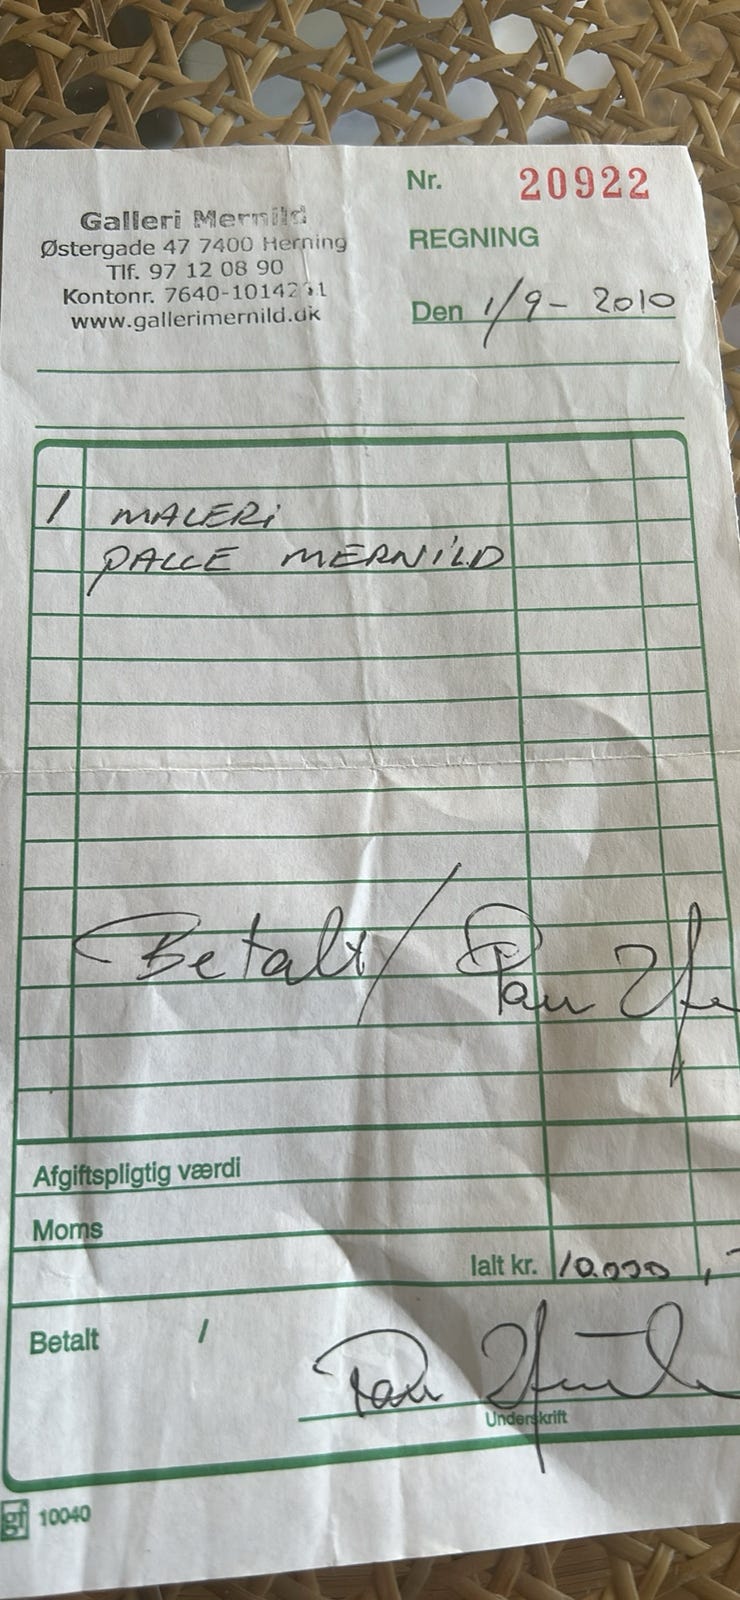 Nr. 20922
Galleri Mernild
Østergade 47 7400 Herning
Tlf. 97 12 08 90
Kontonr. 7640-1014231
www.gallerimernild.dk
REGNING
Den 1/9 - 2010
1 MALERi
PALLE MERNiLD
Betalt /
Afgiftspligtig værdi
Moms
Ialt kr. 10.000,-
Betalt /
Underskrift
gf 10040